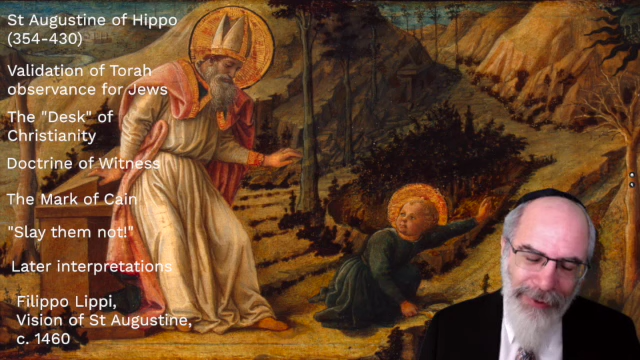 St Augustine of Hippo
(354-430)
Validation of Torah
observance for Jews
The "Desk" of
Christianity
Doctrine of Witness
The Mark of Cain
"Slay them not!"
Later interpretations
Filippo Lippi,
Vision of St Augustine,
c. 1460